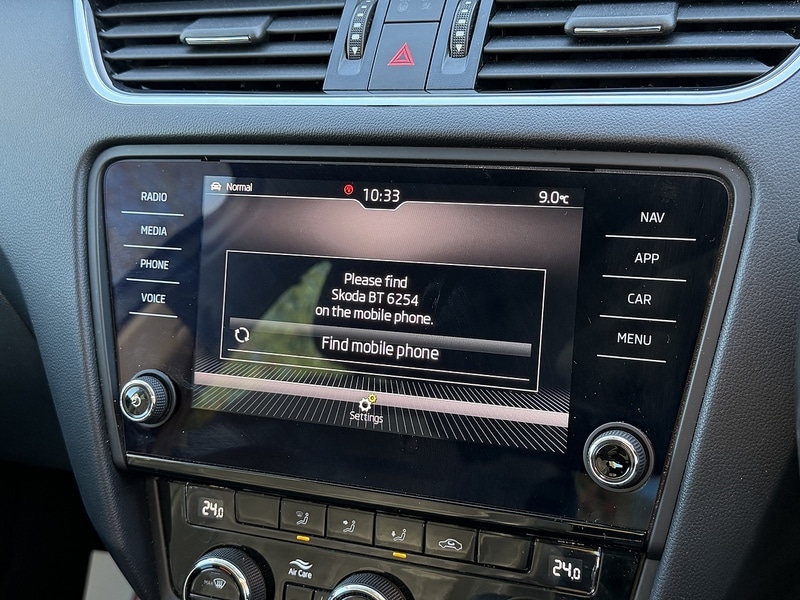 Normal
10:33
9.0°C
RADIO
MEDIA
PHONE
VOICE
NAV
APP
CAR
MENU
Please find
Skoda BT 6254
on the mobile phone.
Find mobile phone
Settings
24.0
24.0
MAX
Air Care